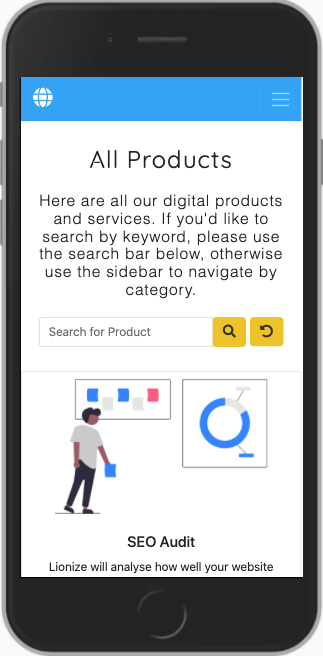 All Products
Here are all our digital products
and services. If you'd like to
search by keyword, please use
the search bar below, otherwise
use the sidebar to navigate by
category.
Search for Product
SEO Audit
Lionize will analyse how well your website